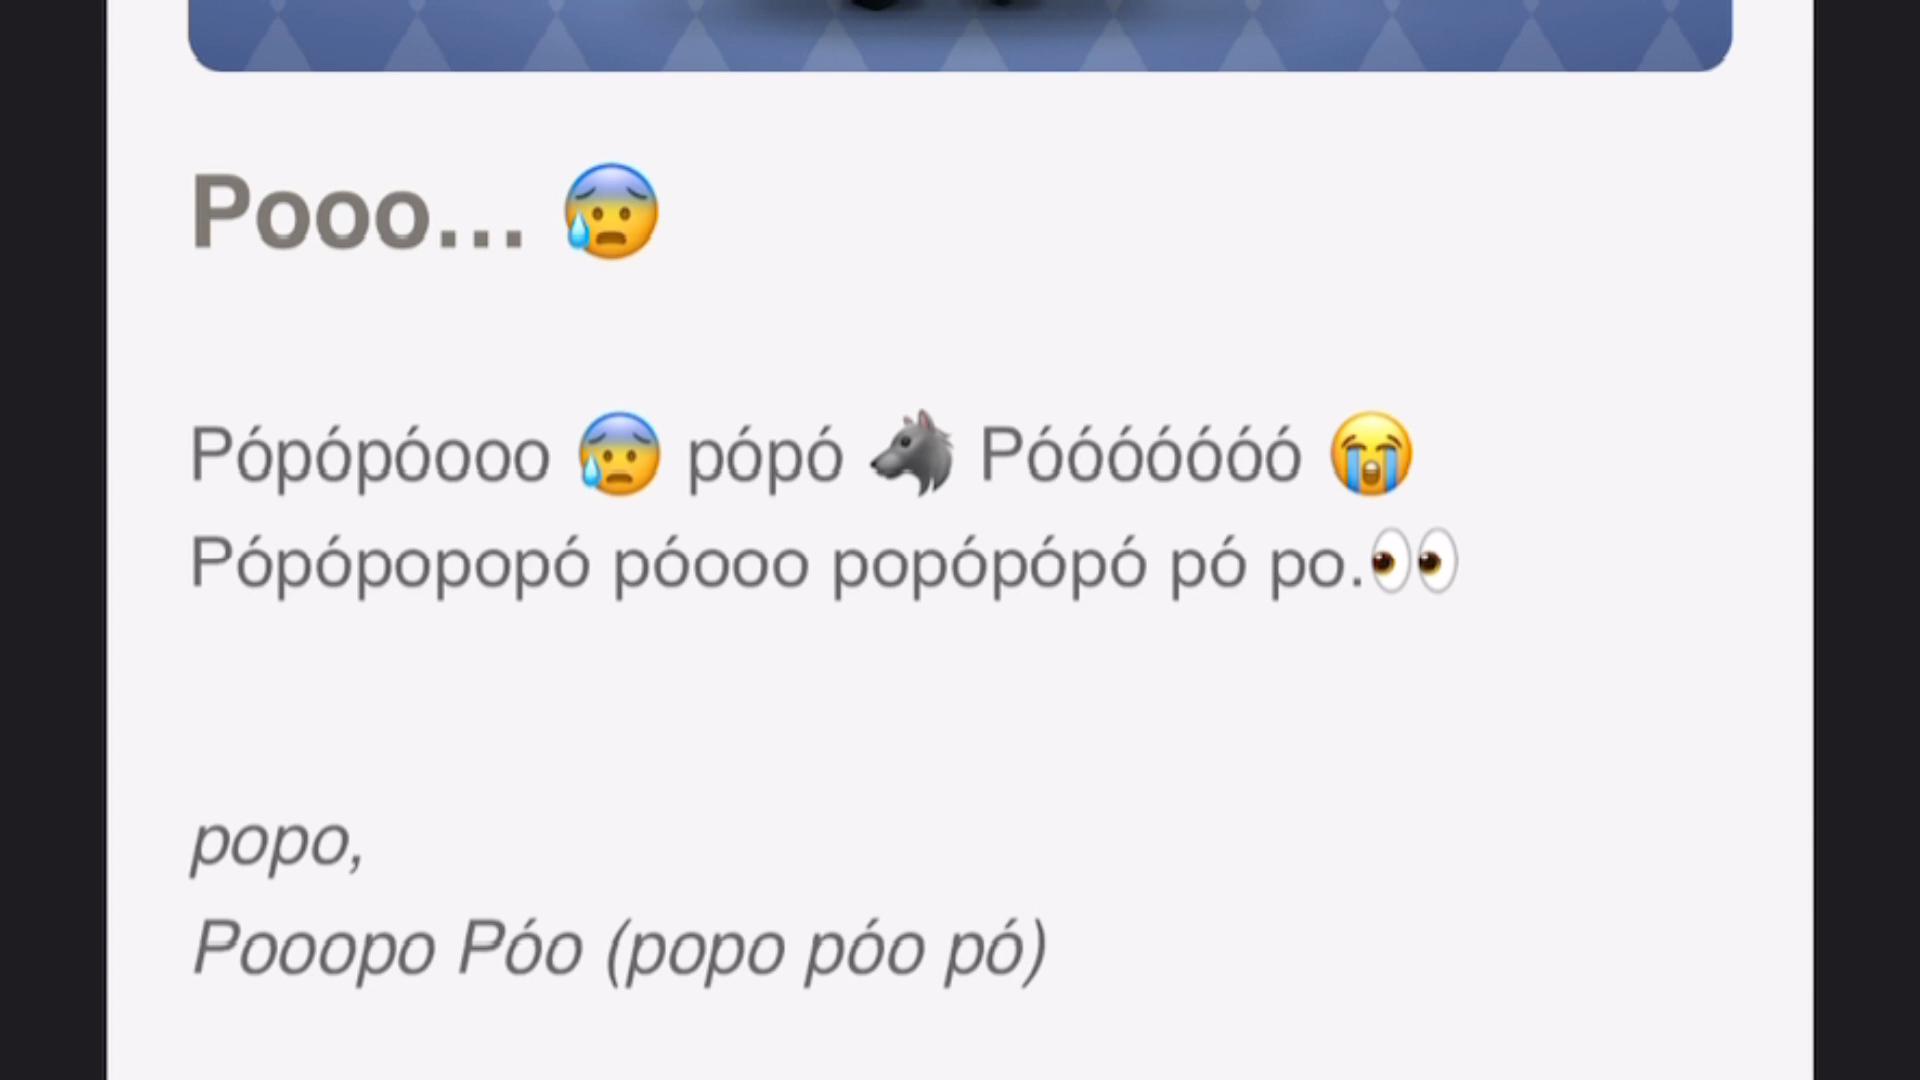 Pooo... 😰
Pópópóooo 😰 pópó 🐺 Póóóóóóó 😭
Pópópopopó póooo popópópó pó po.👀
popo,
Pooopo Póo (popo póo pó)